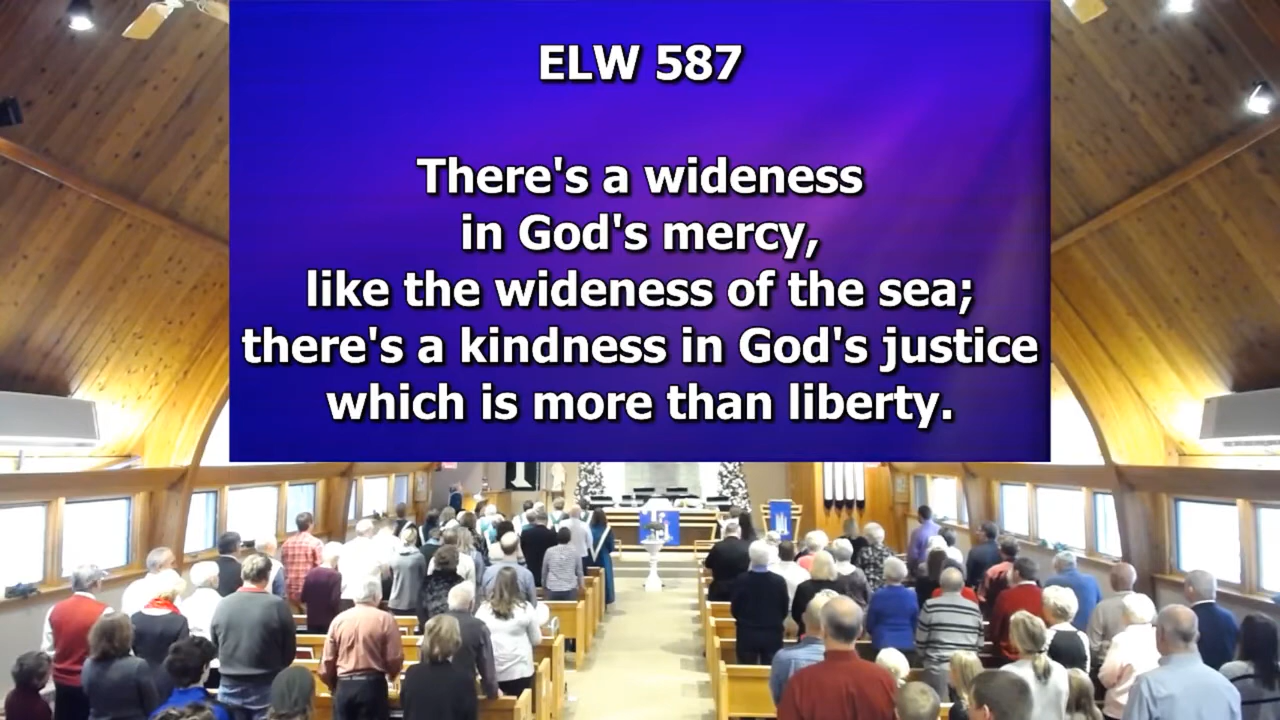 ELW 587
There's a wideness
in God's mercy,
like the wideness of the sea;
there's a kindness in God's justice
which is more than liberty.